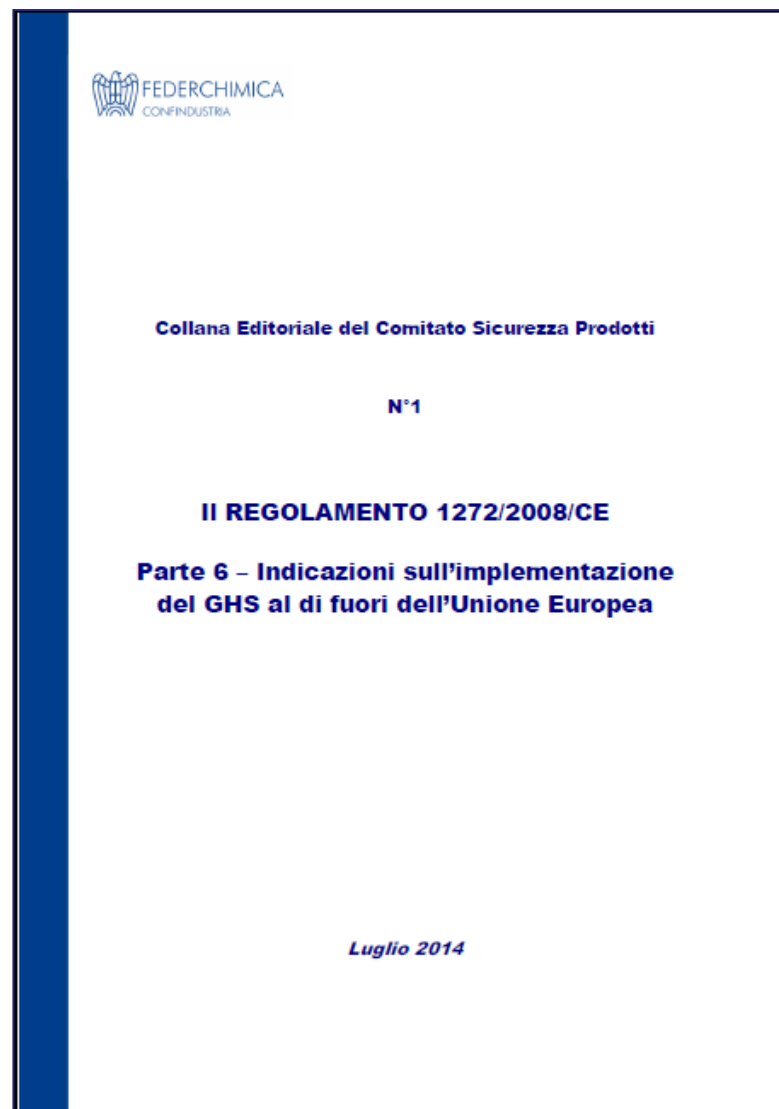 FEDERCHIMICA
CONFINDUSTRIA
Collana Editoriale del Comitato Sicurezza Prodotti
N°1
Il REGOLAMENTO 1272/2008/CE
Parte 6 – Indicazioni sull'implementazione
del GHS al di fuori dell'Unione Europea
Luglio 2014